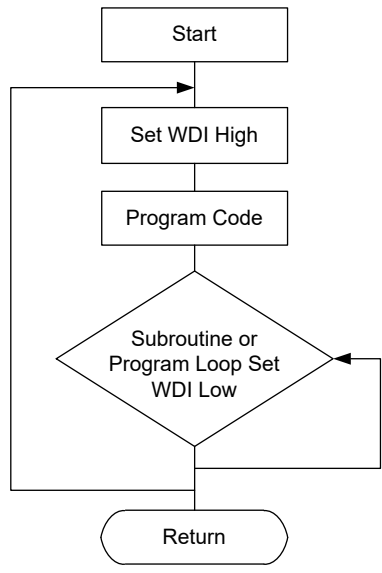 Start
Set WDI High
Program Code
Subroutine or
Program Loop Set
WDI Low
Return